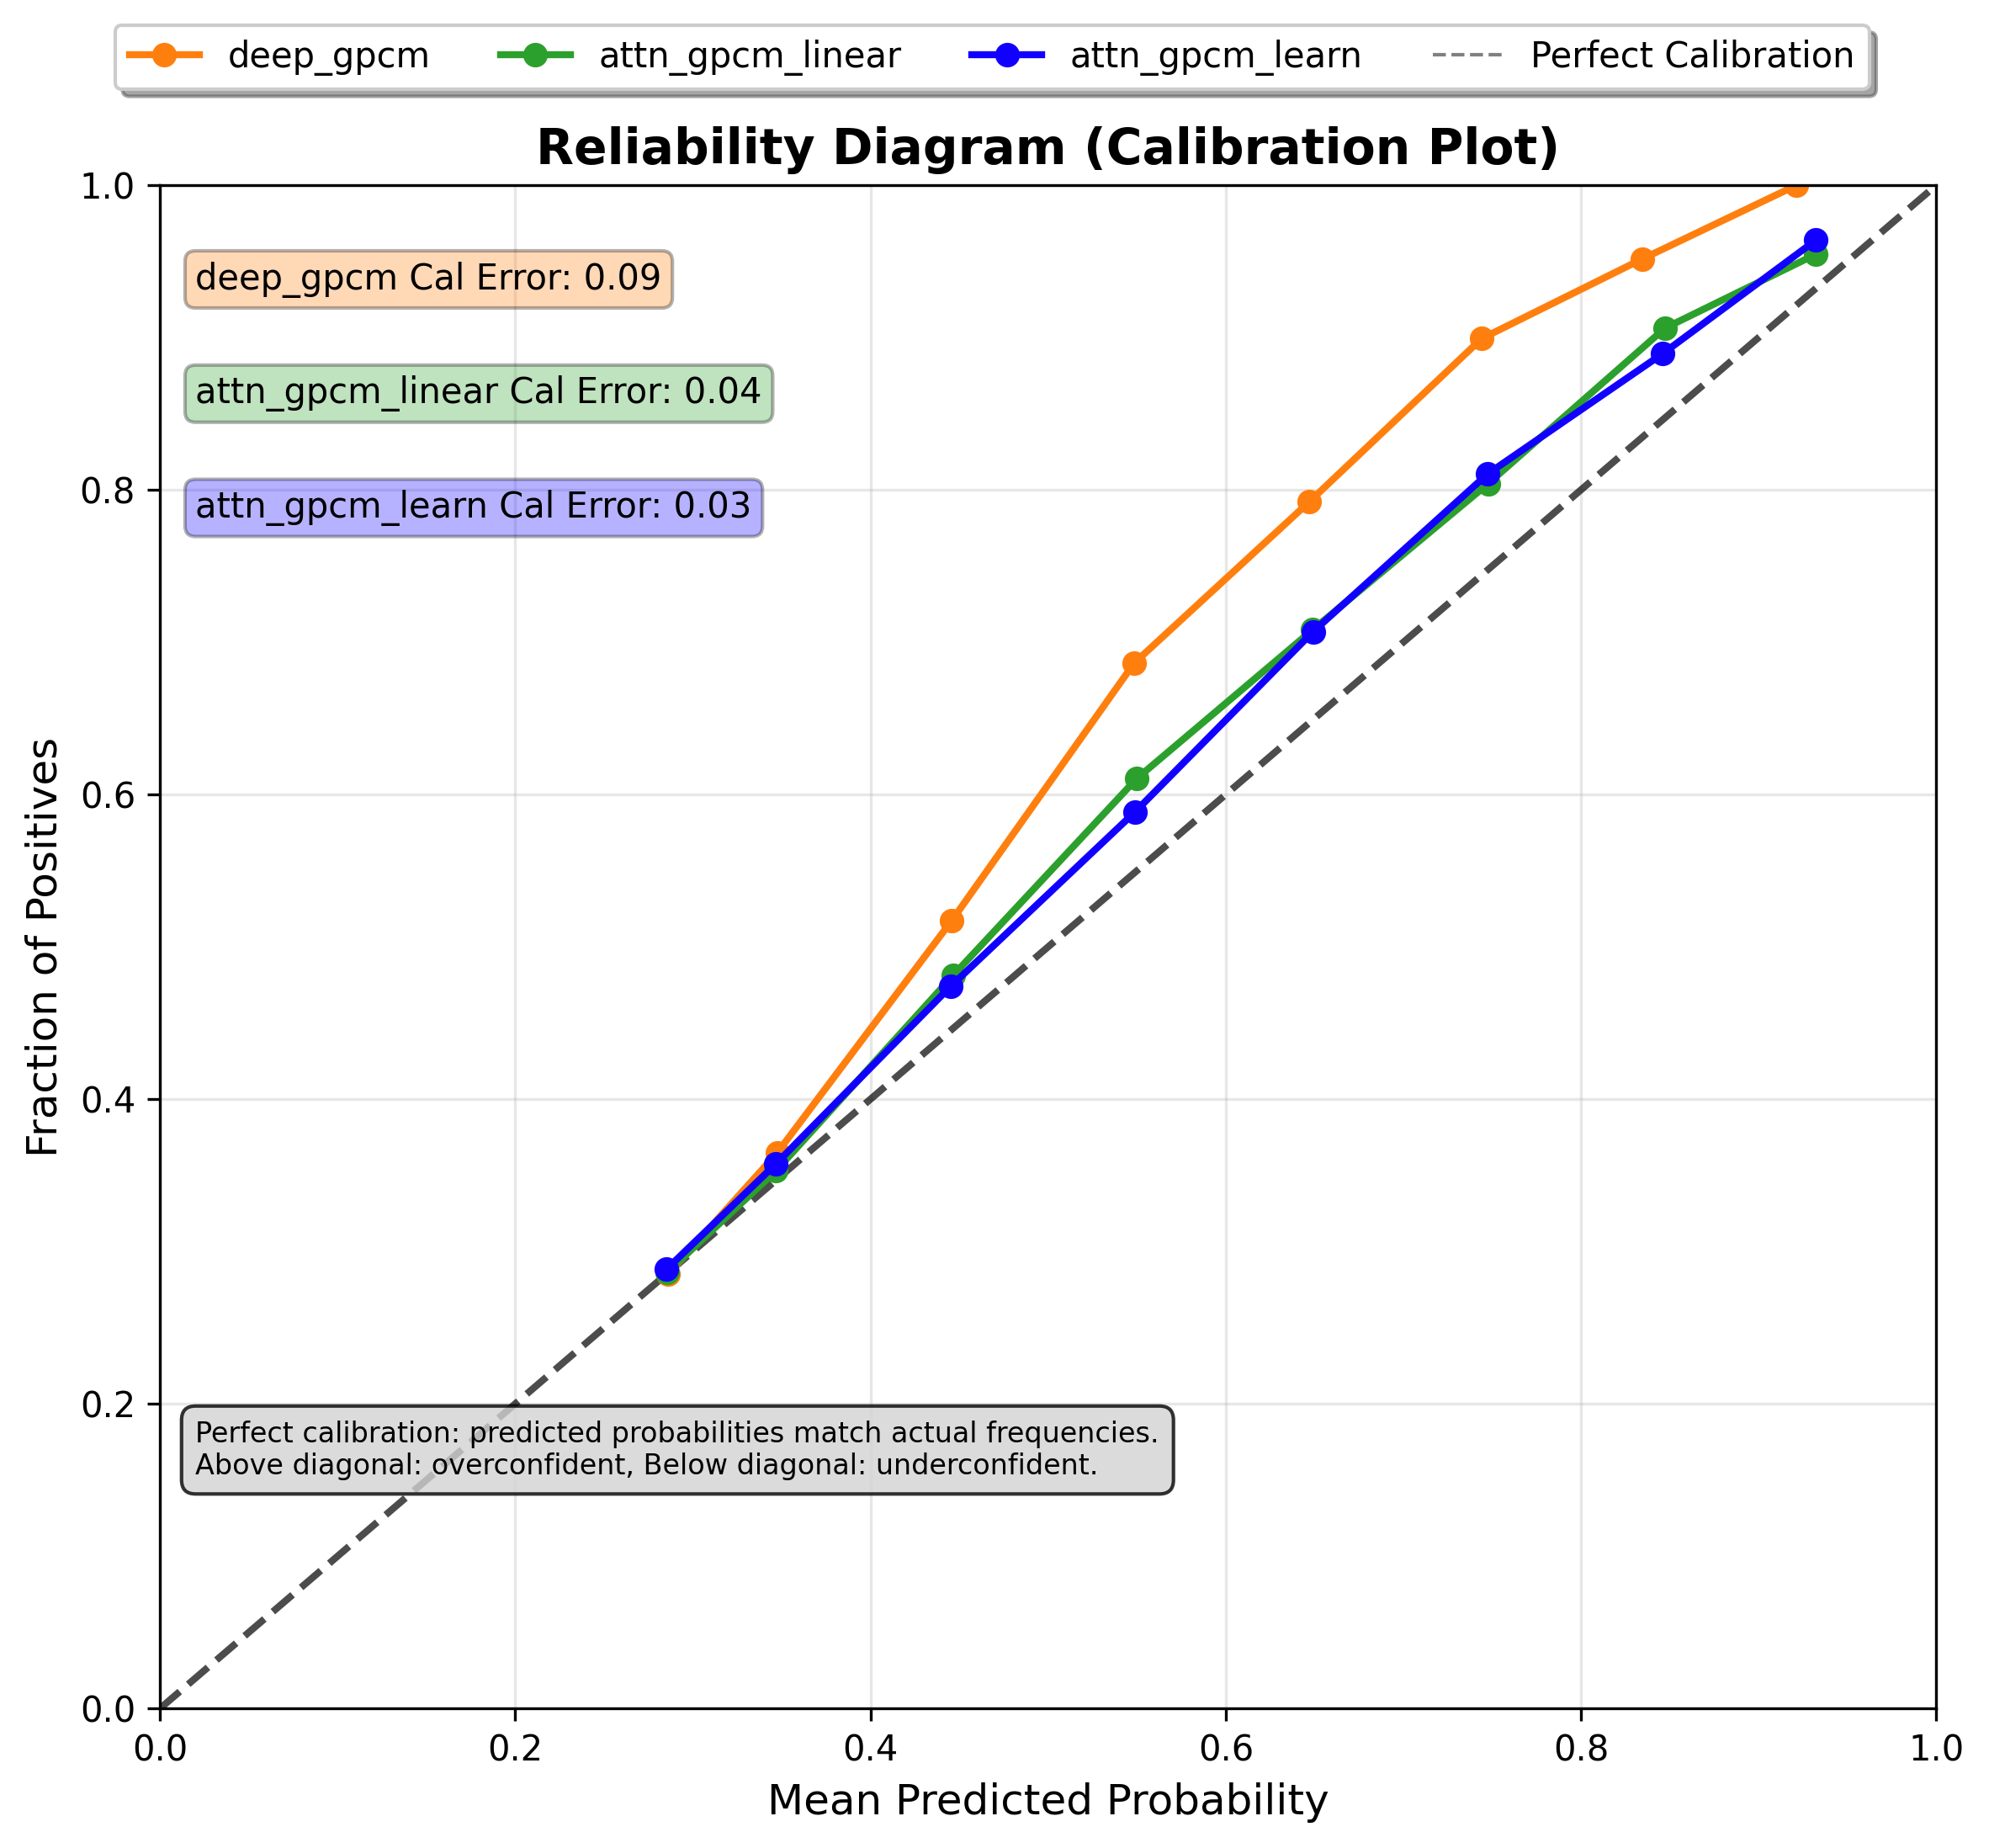 deep_gpcm
attn_gpcm_linear
attn_gpcm_learn
Perfect Calibration
Reliability Diagram (Calibration Plot)
1.0
0.8
0.6
0.4
0.2
0.0
Fraction of Positives
deep_gpcm Cal Error: 0.09
attn_gpcm_linear Cal Error: 0.04
attn_gpcm_learn Cal Error: 0.03
Perfect calibration: predicted probabilities match actual frequencies.
Above diagonal: overconfident, Below diagonal: underconfident.
0.0
0.2
0.4
0.6
0.8
1.0
Mean Predicted Probability